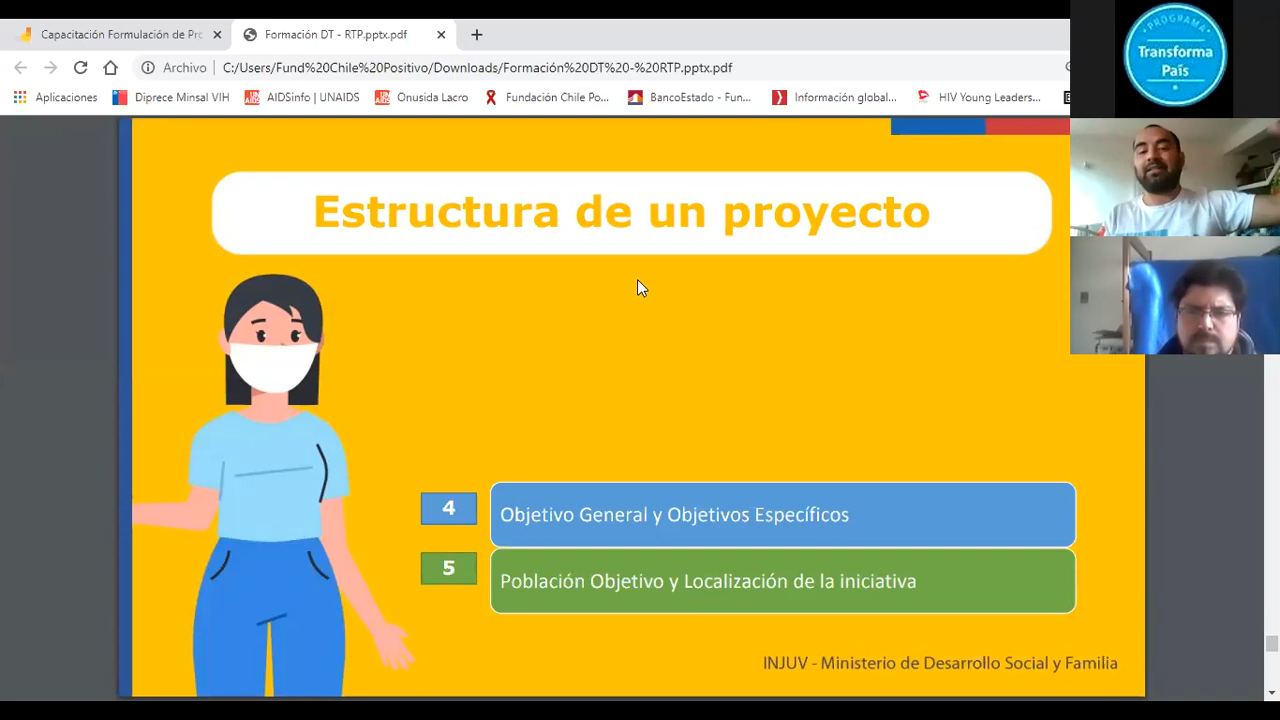 Capacitación Formulación de Pro
Formación DT - RTP.pptx.pdf
Archivo
C:/Users/Fund%20Chile%20Positivo/Downloads/Formación%20DT%20-%20RTP.pptx.pdf
Aplicaciones
Diprece Minsal VIH
AIDSinfo | UNAIDS
Onusida Lacro
Fundación Chile Po...
BancoEstado - Fun...
Información global...
HIV Young Leaders...
PROGRAMA
Transforma
País
Estructura de un proyecto
4
Objetivo General y Objetivos Específicos
5
Población Objetivo y Localización de la iniciativa
INJUV - Ministerio de Desarrollo Social y Familia